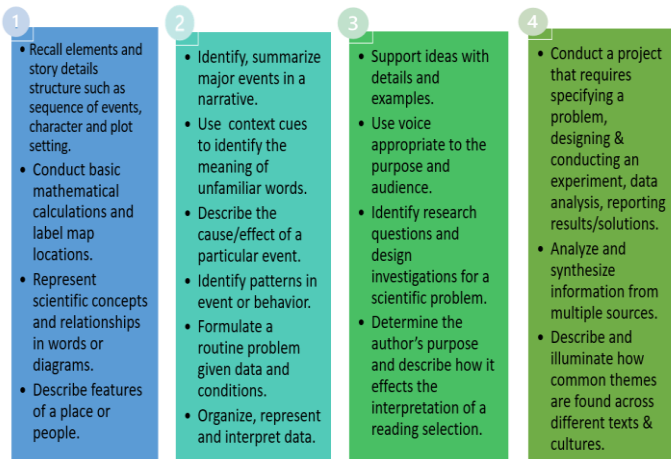 1
• Recall elements and
story details
structure such as
sequence of events,
character and plot
setting.
• Conduct basic
mathematical
calculations and
label map
locations.
• Represent
scientific concepts
and relationships
in words or
diagrams.
• Describe features
of a place or
people.
2
• Identify, summarize
major events in a
narrative.
• Use context cues
to identify the
meaning of
unfamiliar words.
• Describe the
cause/effect of a
particular event.
• Identify patterns in
event or behavior.
• Formulate a
routine problem
given data and
conditions.
• Organize, represent
and interpret data.
3
• Support ideas with
details and
examples.
• Use voice
appropriate to the
purpose and
audience.
• Identify research
questions and
design
investigations for a
scientific problem.
• Determine the
author's purpose
and describe how it
effects the
interpretation of a
reading selection.
4
• Conduct a project
that requires
specifying a
problem,
designing &
conducting an
experiment, data
analysis, reporting
results/solutions.
• Analyze and
synthesize
information from
multiple sources.
• Describe and
illuminate how
common themes
are found across
different texts &
cultures.